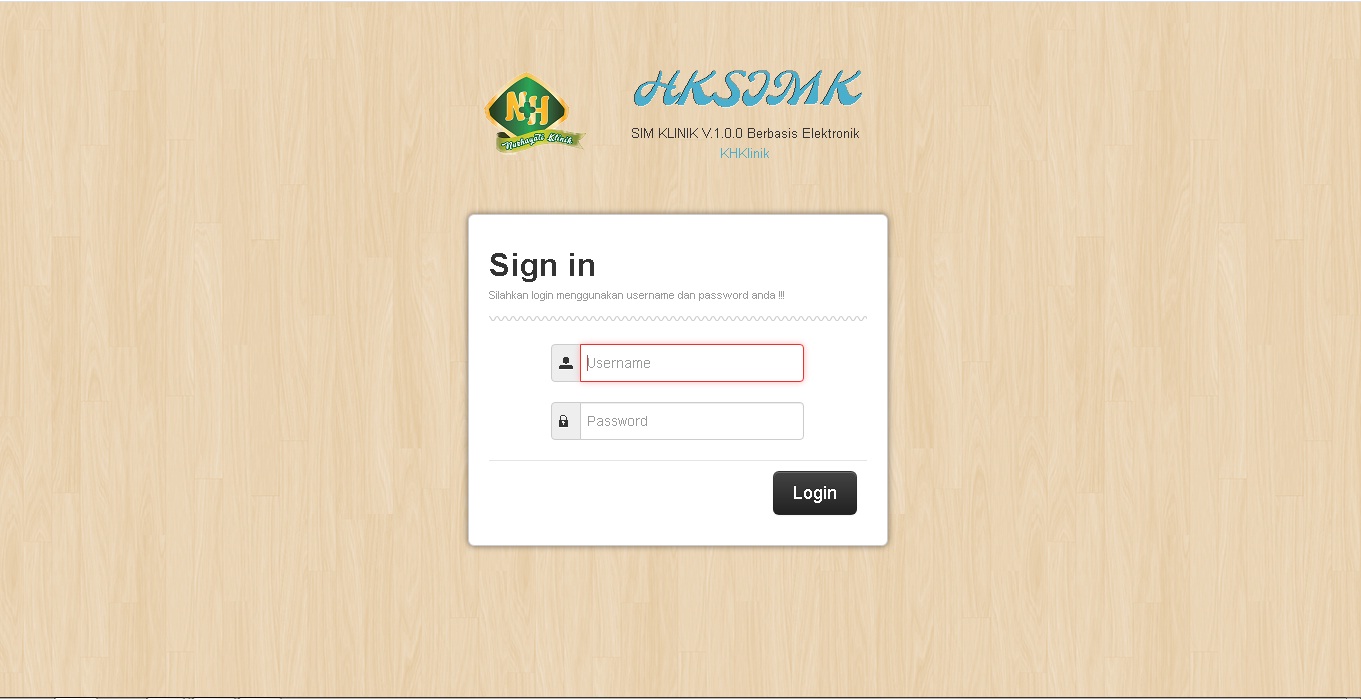 NH
Nurhayati Klinik
HKSIMK
SIM KLINIK V.1.0.0 Berbasis Elektronik
KHKlinik
Sign in
Silahkan login menggunakan username dan password anda !!!
Username
Password
Login